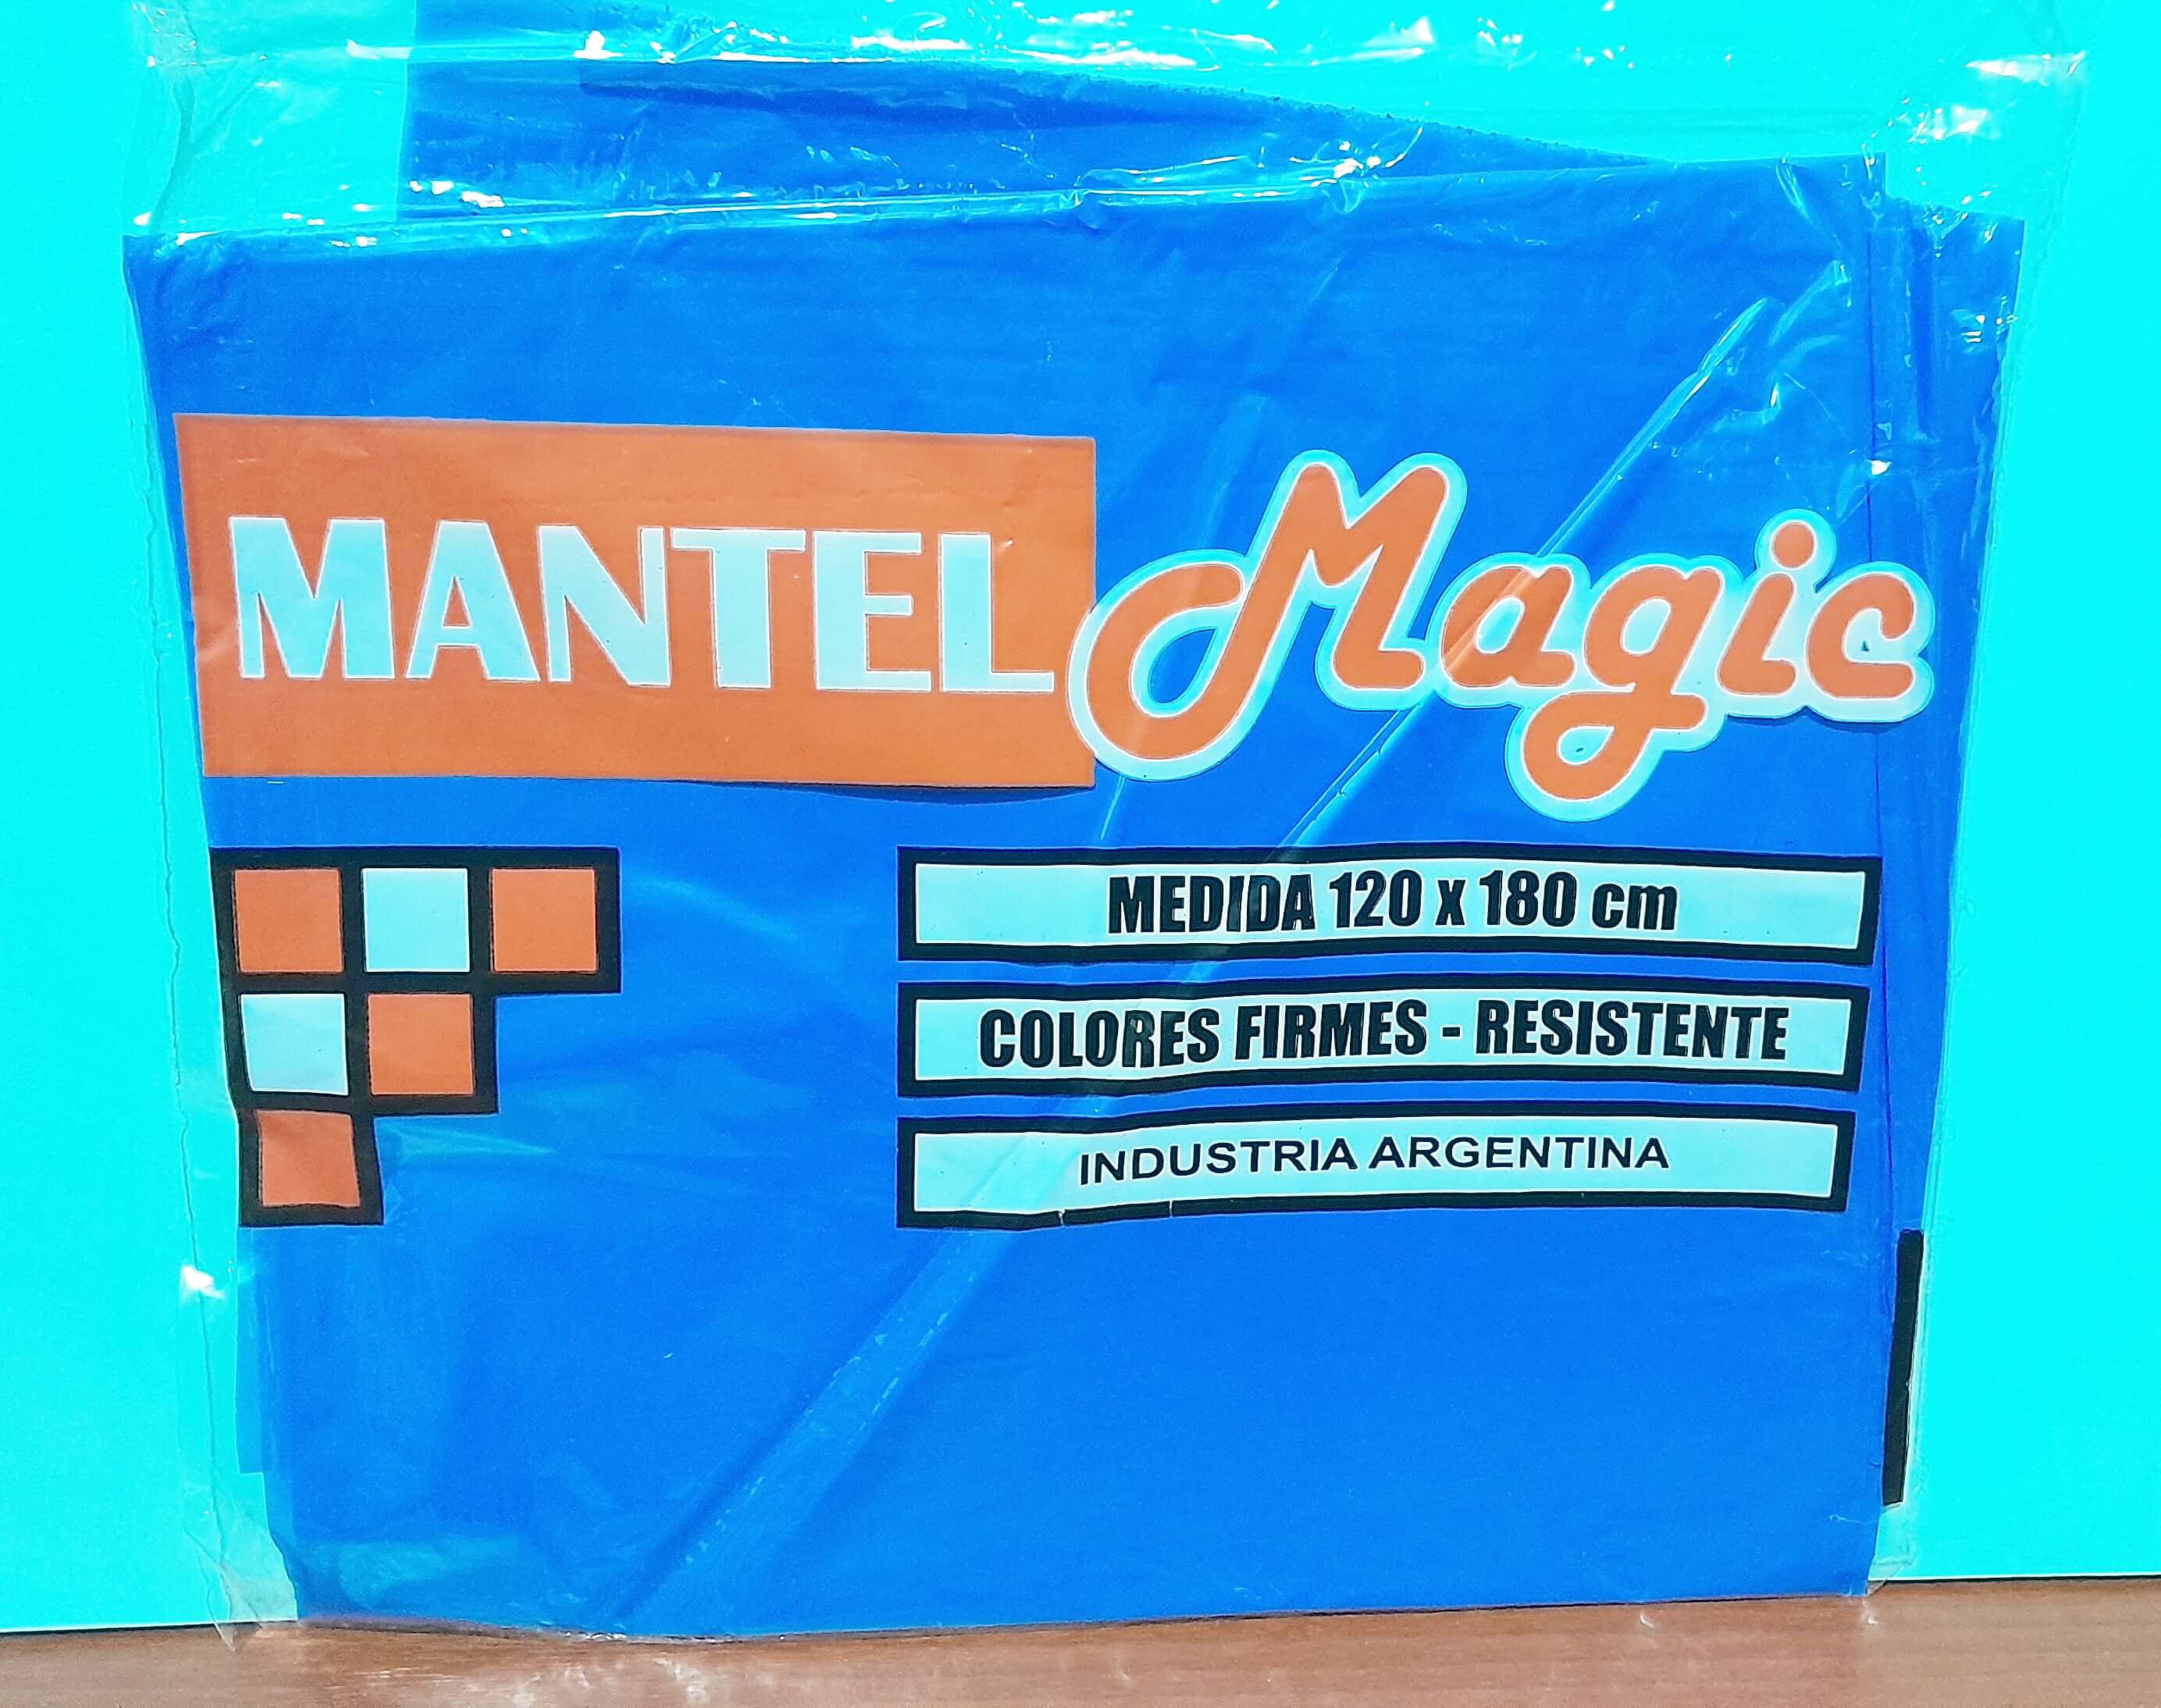 MANTEL Magic
MEDIDA 120 x 180 cm
COLORES FIRMES - RESISTENTE
INDUSTRIA ARGENTINA